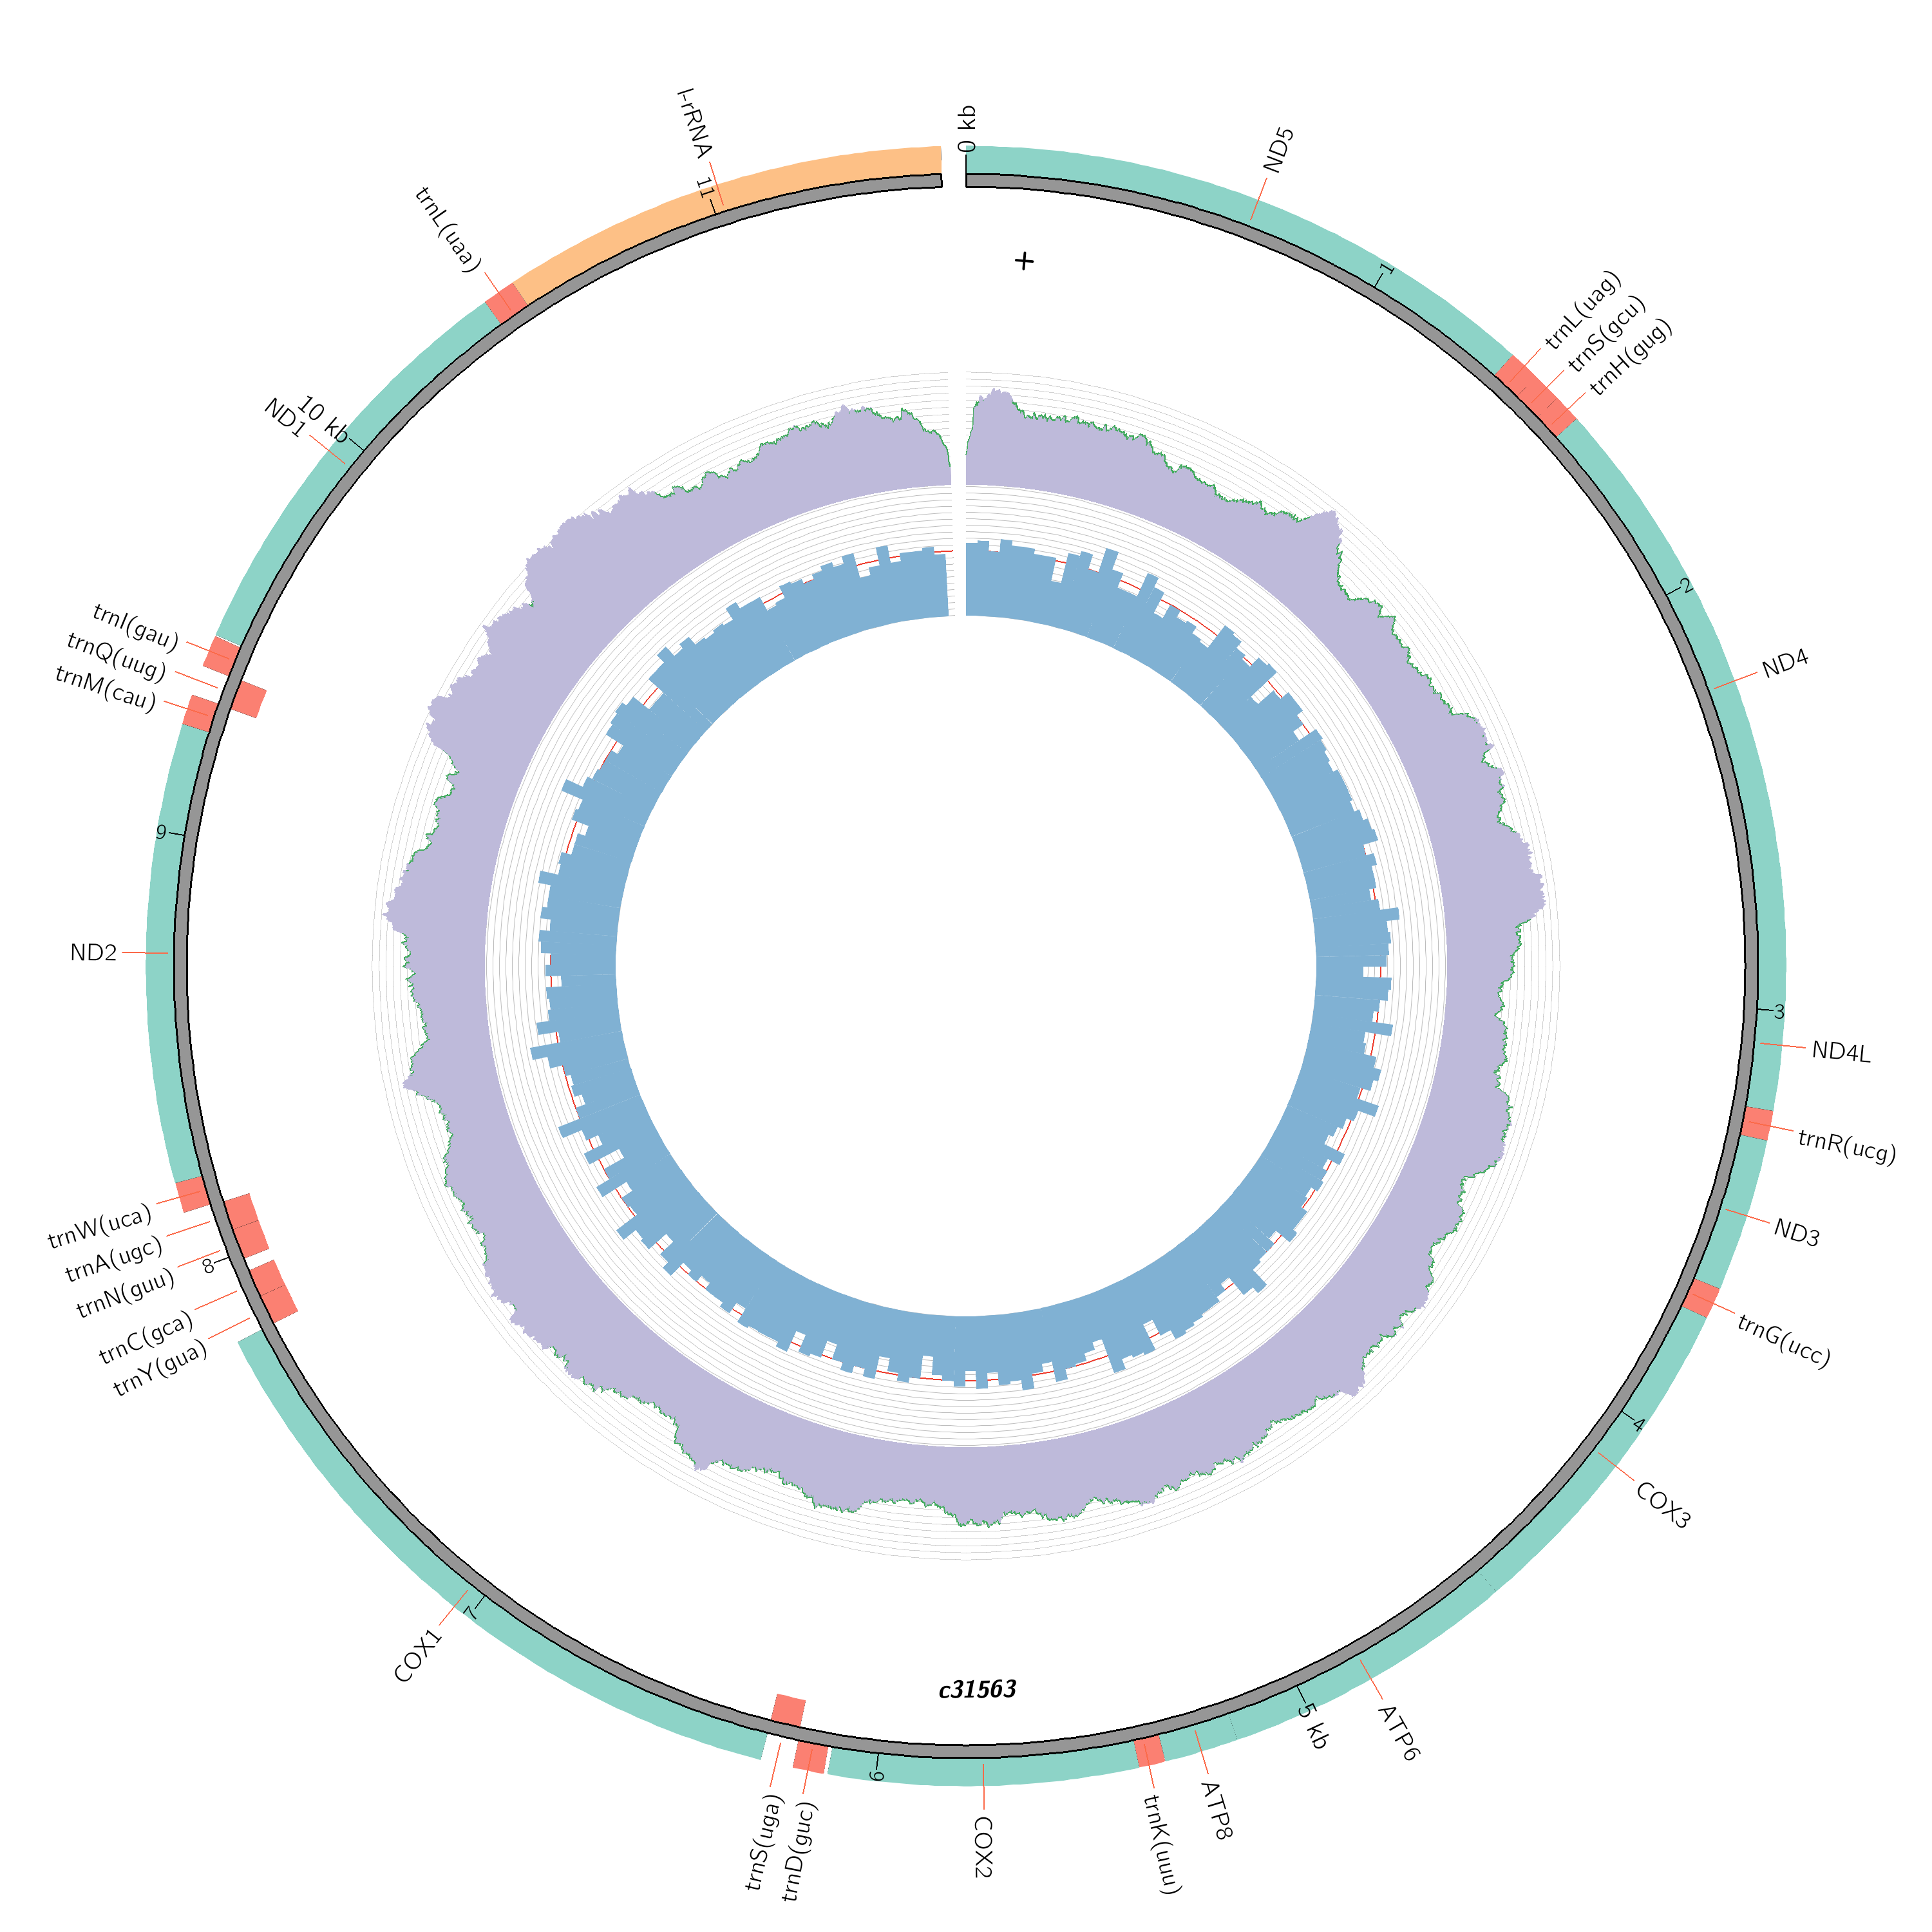 0 kb
ND5
1
trnL(uag)
trnS(gcu)
trnH(gug)
2
ND4
3
ND4L
trnR(ucg)
ND3
trnG(ucc)
4
COX3
ATP6
5 kb
ATP8
trnK(uuu)
COX2
6
trnD(guc)
trnS(uga)
COX1
7
trnY(gua)
trnC(gca)
8
trnN(guu)
trnA(ugc)
trnW(uca)
ND2
9
trnM(cau)
trnQ(uug)
trnI(gau)
ND1
10 kb
trnL(uaa)
11
l-rRNA
+
c31563